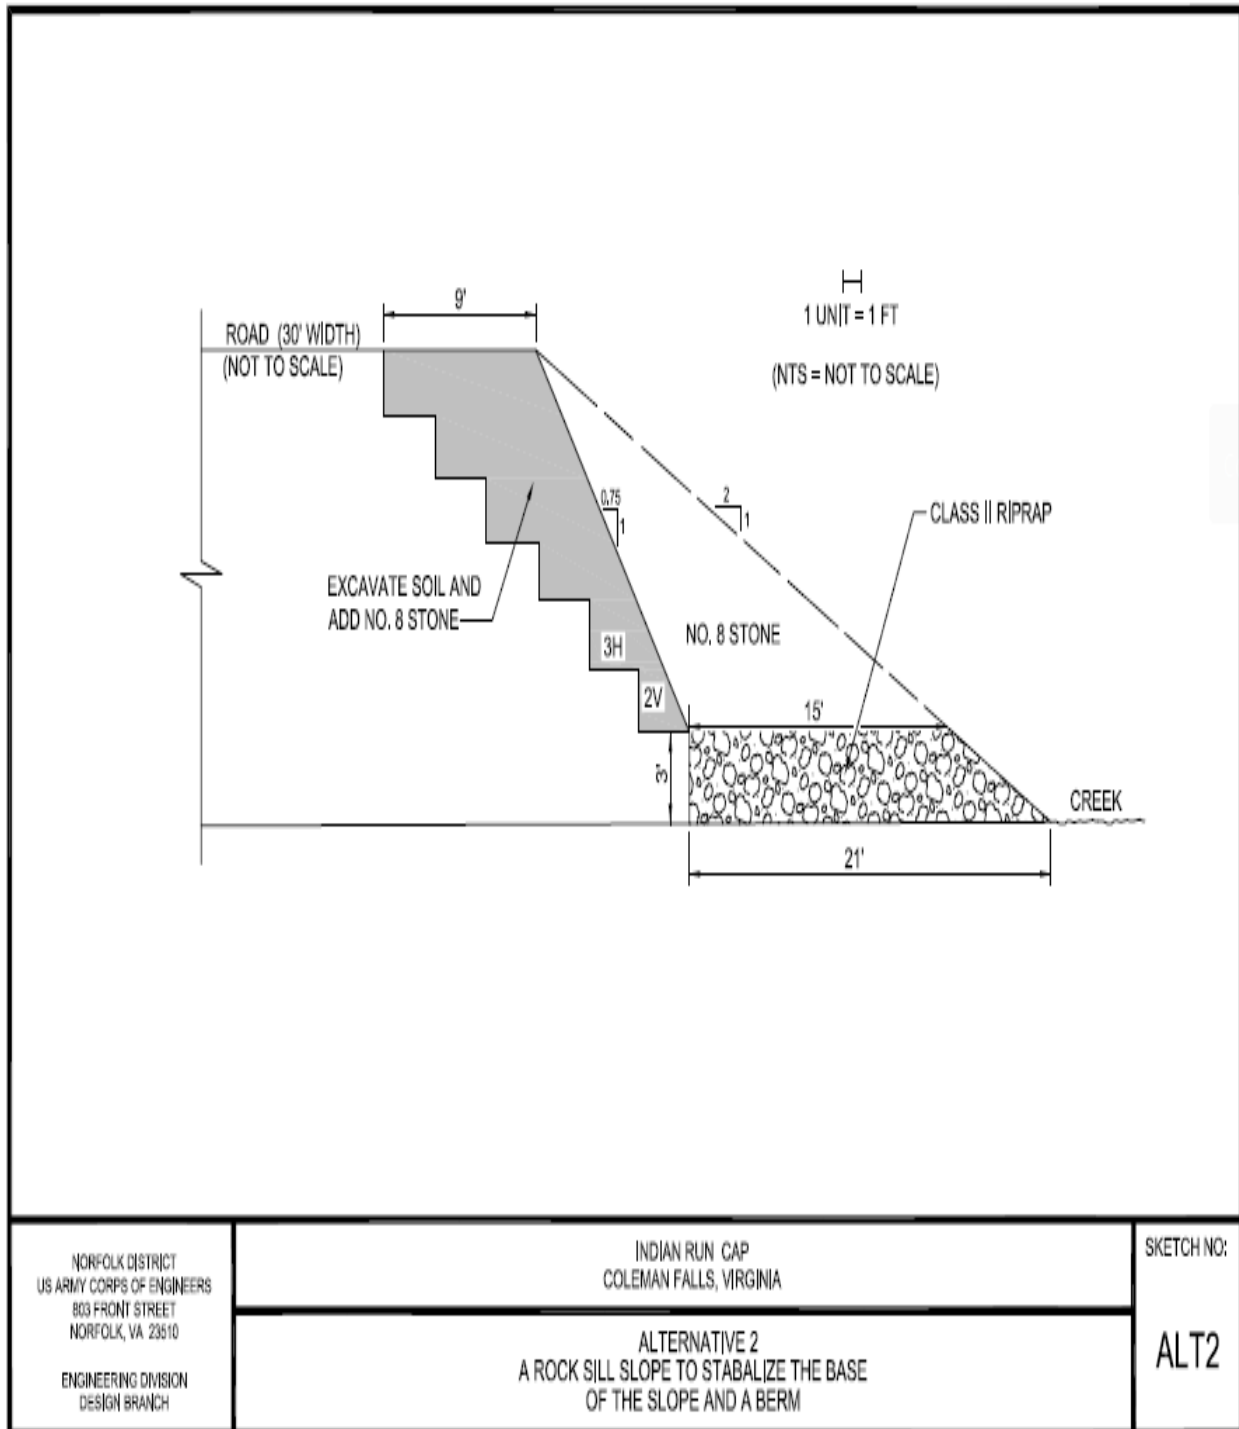 9'
1 UNIT = 1 FT
ROAD (30' WIDTH)
(NOT TO SCALE)
(NTS = NOT TO SCALE)
0.75
1
2
1
CLASS II RIPRAP
EXCAVATE SOIL AND
ADD NO. 8 STONE
NO. 8 STONE
3H
2V
15'
3'
CREEK
21'
NORFOLK DISTRICT
US ARMY CORPS OF ENGINEERS
803 FRONT STREET
NORFOLK, VA 23510
ENGINEERING DIVISION
DESIGN BRANCH
INDIAN RUN CAP
COLEMAN FALLS, VIRGINIA
ALTERNATIVE 2
A ROCK SILL SLOPE TO STABALIZE THE BASE
OF THE SLOPE AND A BERM
SKETCH NO:
ALT2